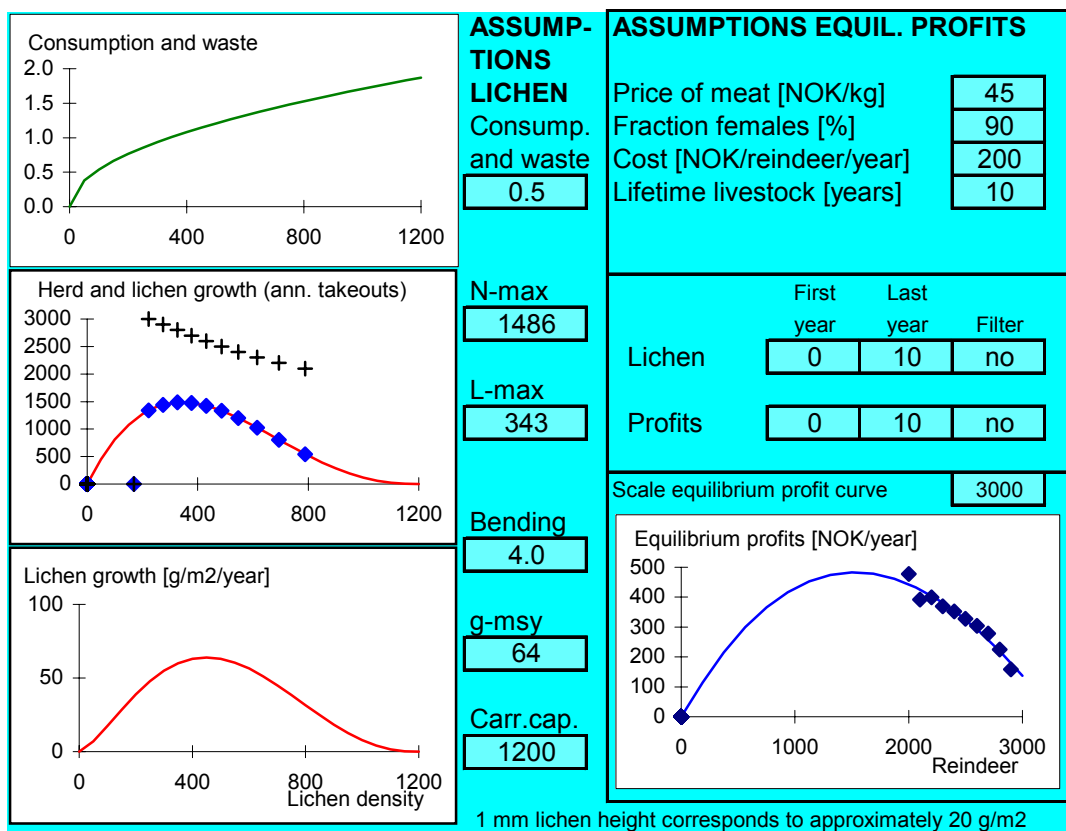 Consumption and waste
2.0
1.5
1.0
0.5
0.0
0 400 800 1200
Herd and lichen growth (ann. takeouts)
3000
2500
2000
1500
1000
500
0
0 400 800 1200
Lichen growth [g/m2/year]
100
50
0
0 400 800 1200
Lichen density
ASSUMP-
TIONS
LICHEN
Consump.
and waste
0.5
N-max
1486
L-max
343
Bending
4.0
g-msy
64
Carr.cap.
1200
ASSUMPTIONS EQUIL. PROFITS
Price of meat [NOK/kg] 45
Fraction females [%] 90
Cost [NOK/reindeer/year] 200
Lifetime livestock [years] 10
First Last
year year Filter
Lichen 0 10 no
Profits 0 10 no
Scale equilibrium profit curve 3000
Equilibrium profits [NOK/year]
500
400
300
200
100
0
0 1000 2000 3000
Reindeer
1 mm lichen height corresponds to approximately 20 g/m2